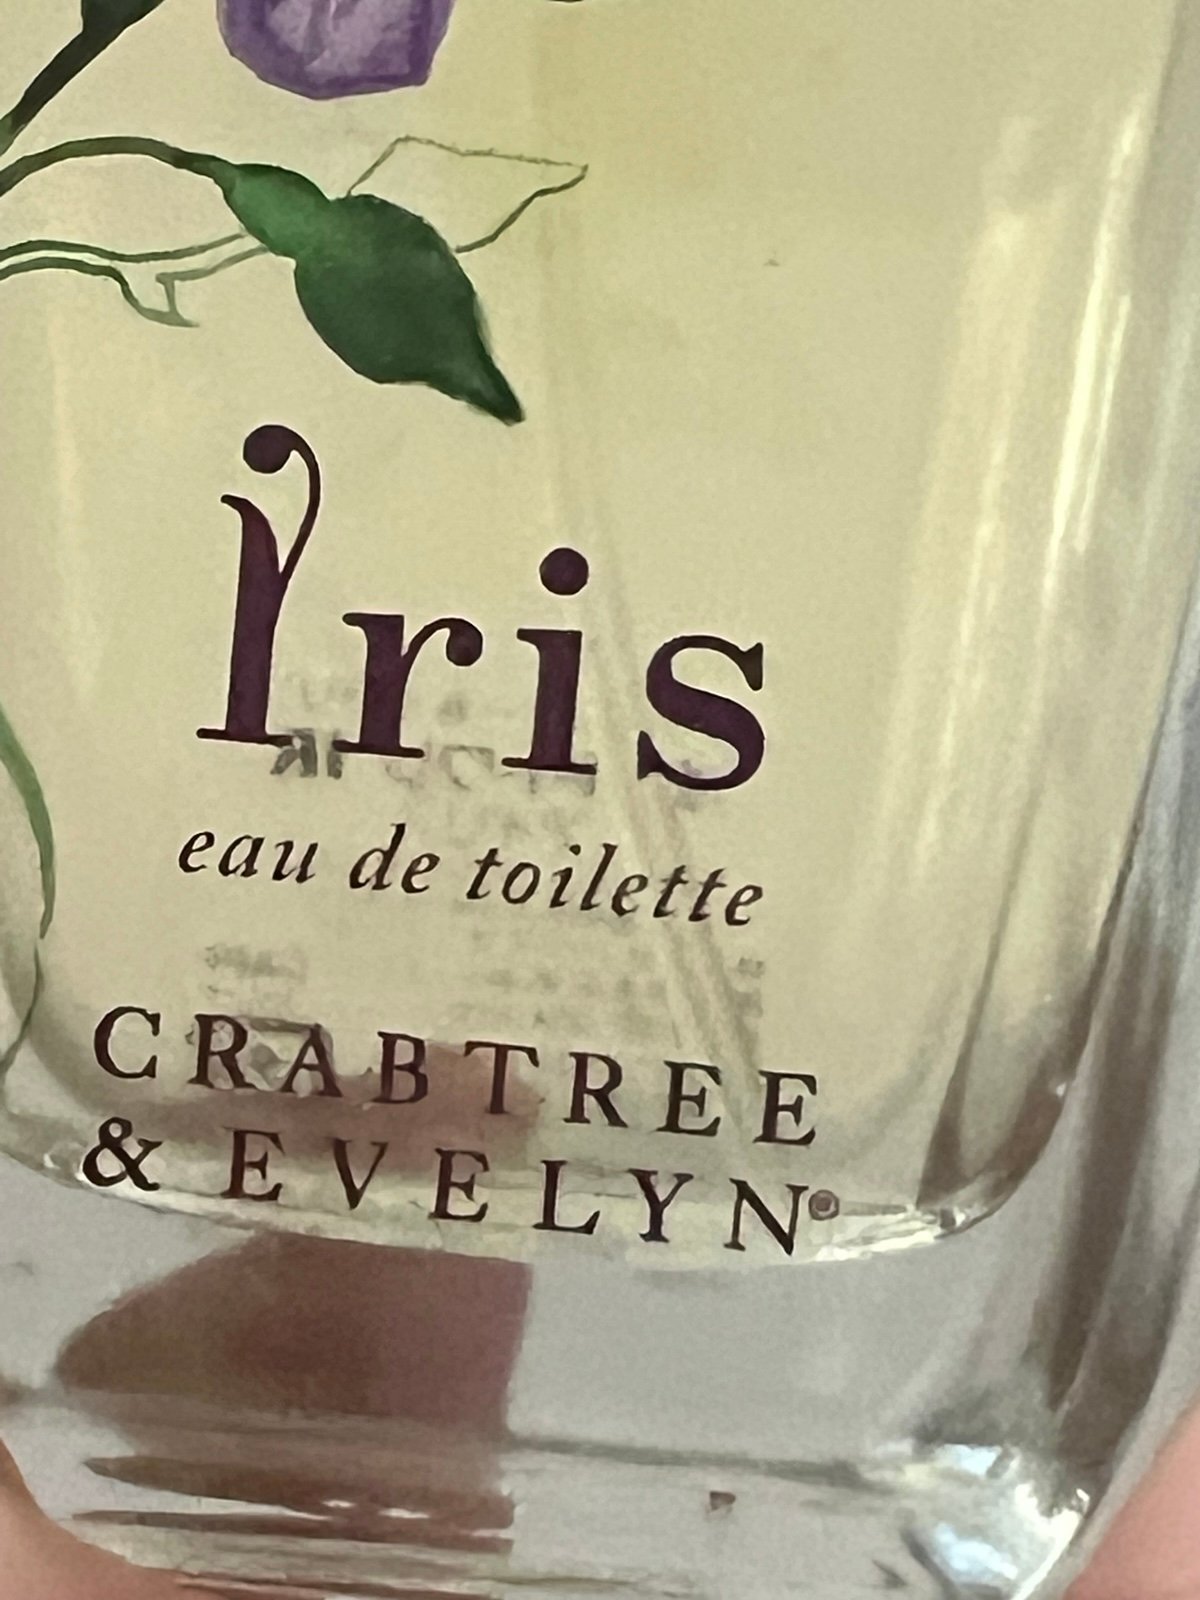 Iris
eau de toilette
CRABTREE
& EVELYN®